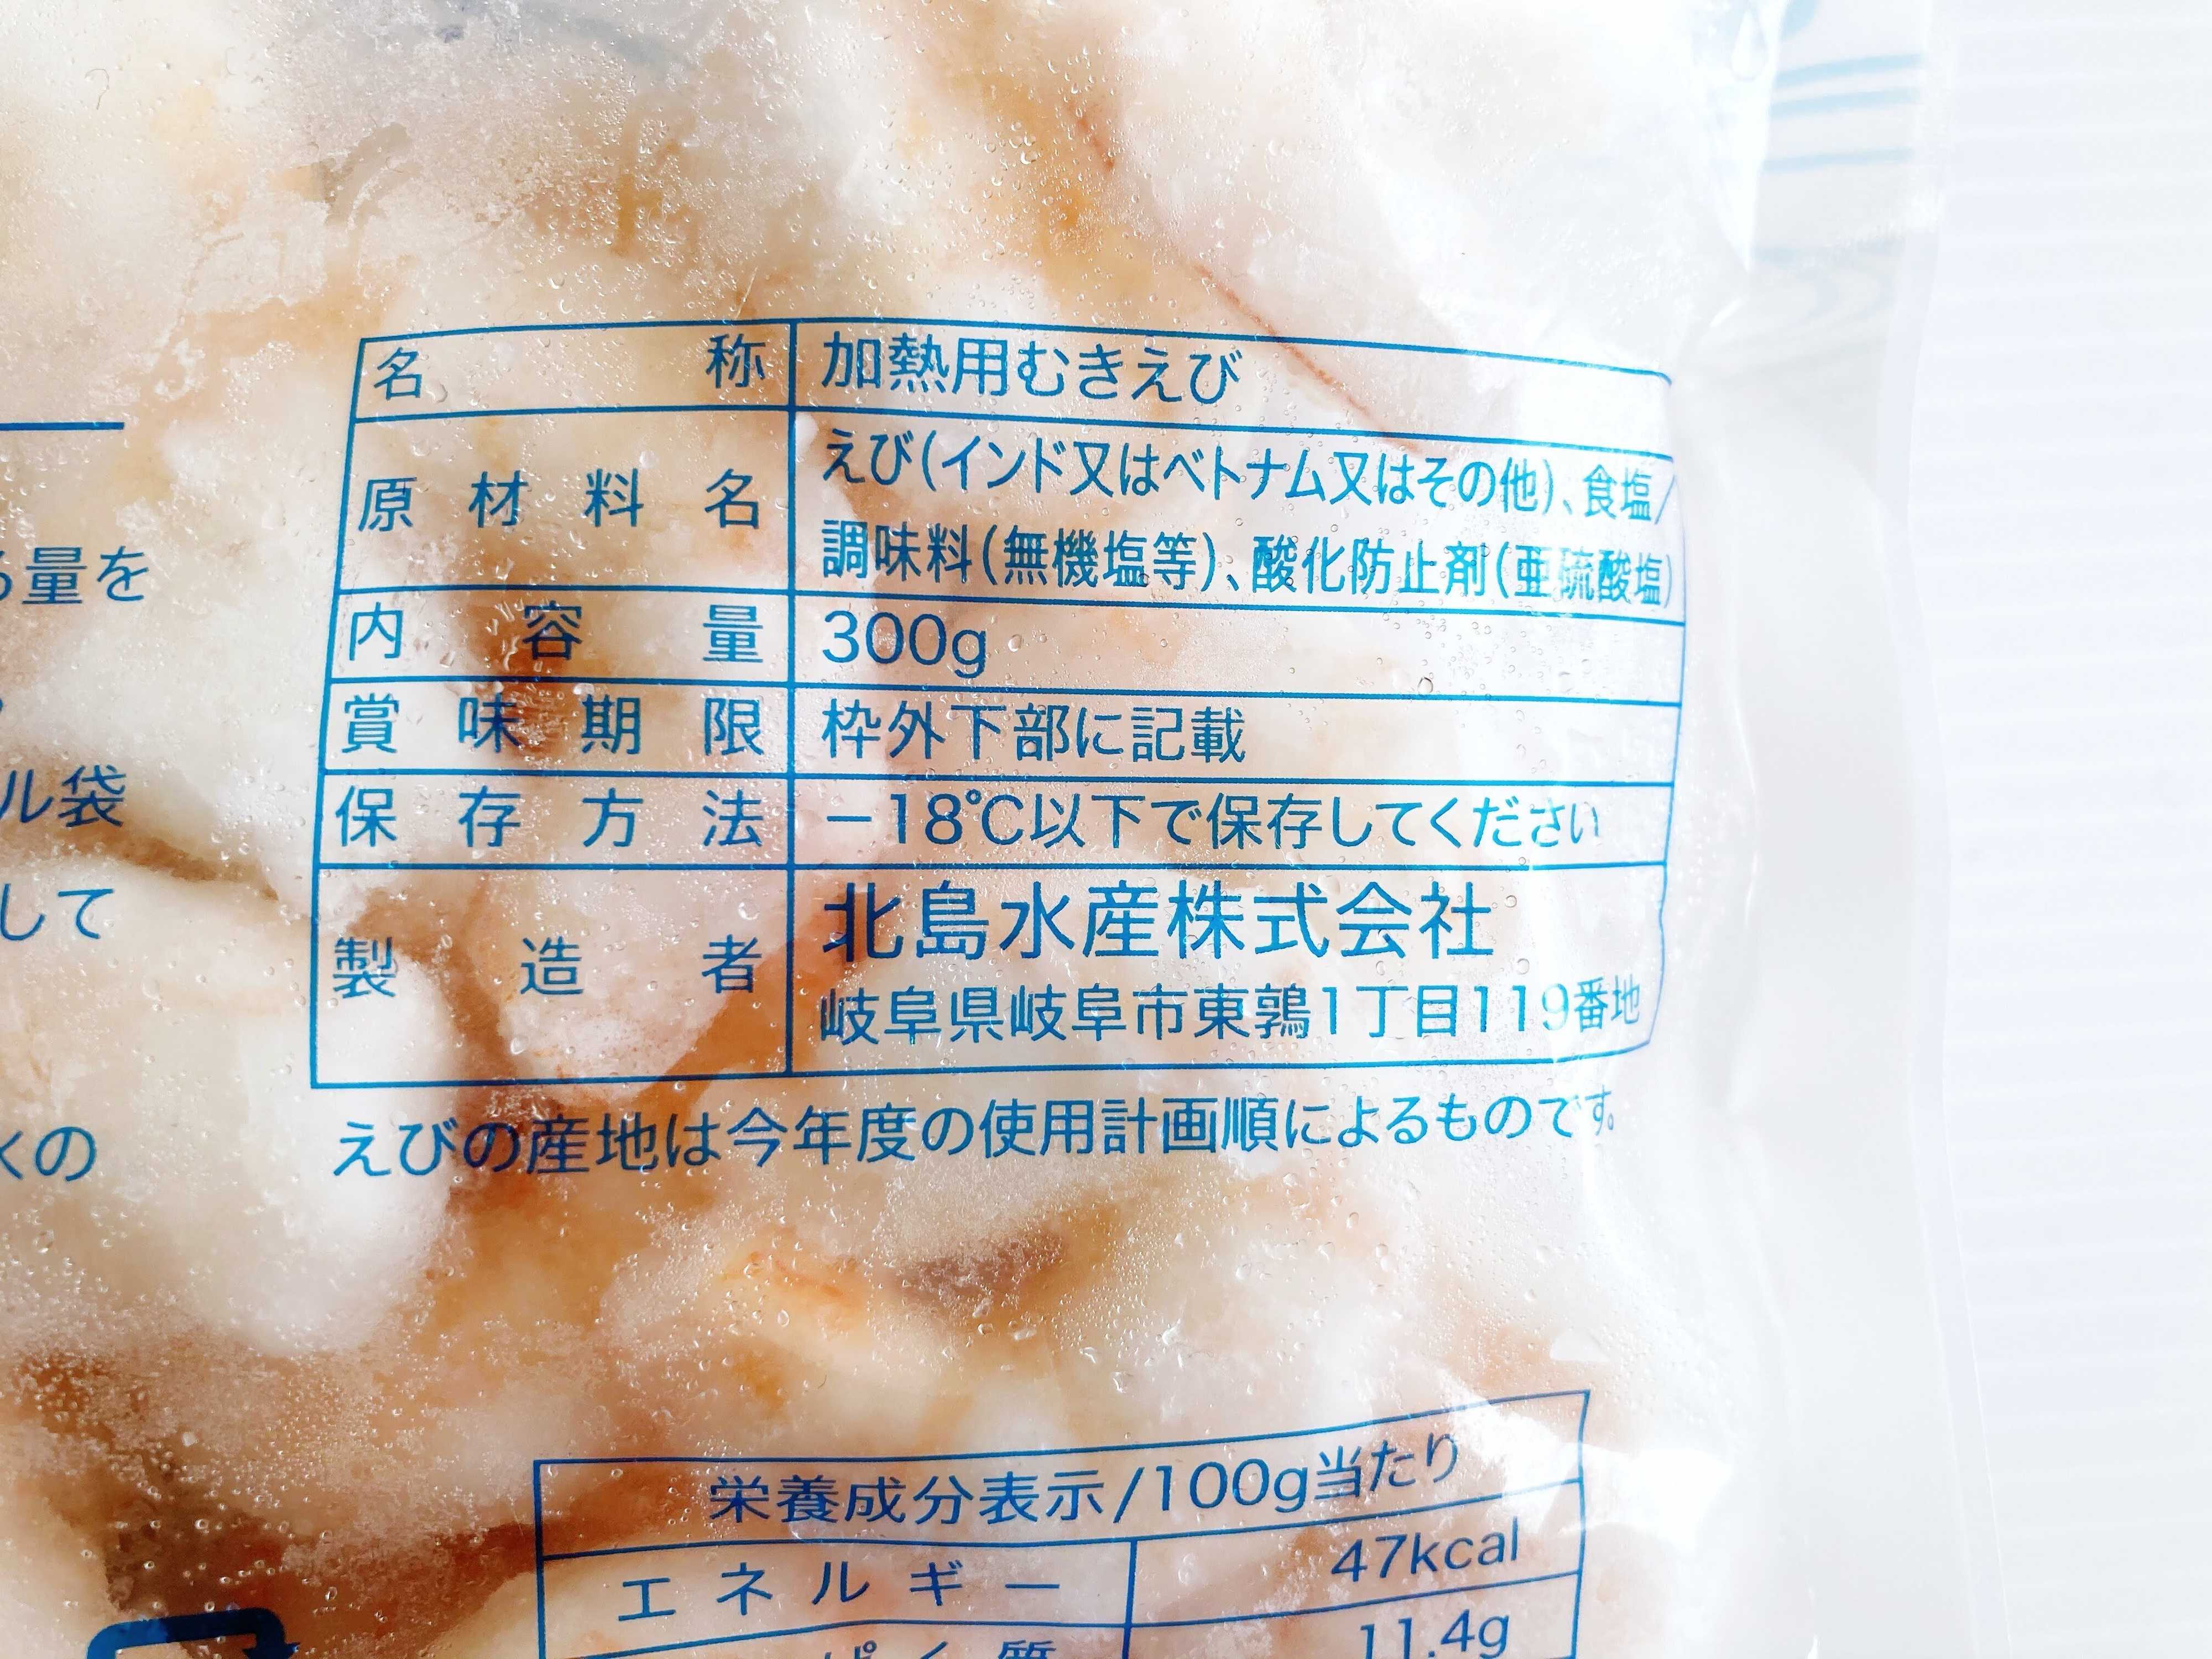 名称 加熱用むきえび
原材料名 えび(インド又はベトナム又はその他)、食塩/
調味料(無機塩等)、酸化防止剤(亜硫酸塩)
内容量 300g
賞味期限 枠外下部に記載
保存方法 −18℃以下で保存してください
製造者 北島水産株式会社
岐阜県岐阜市東鶉1丁目119番地
えびの産地は今年度の使用計画順によるものです。
量を
ル袋
して
の
栄養成分表示/100g当たり
エネルギー 47kcal
ぱく質 11.4g